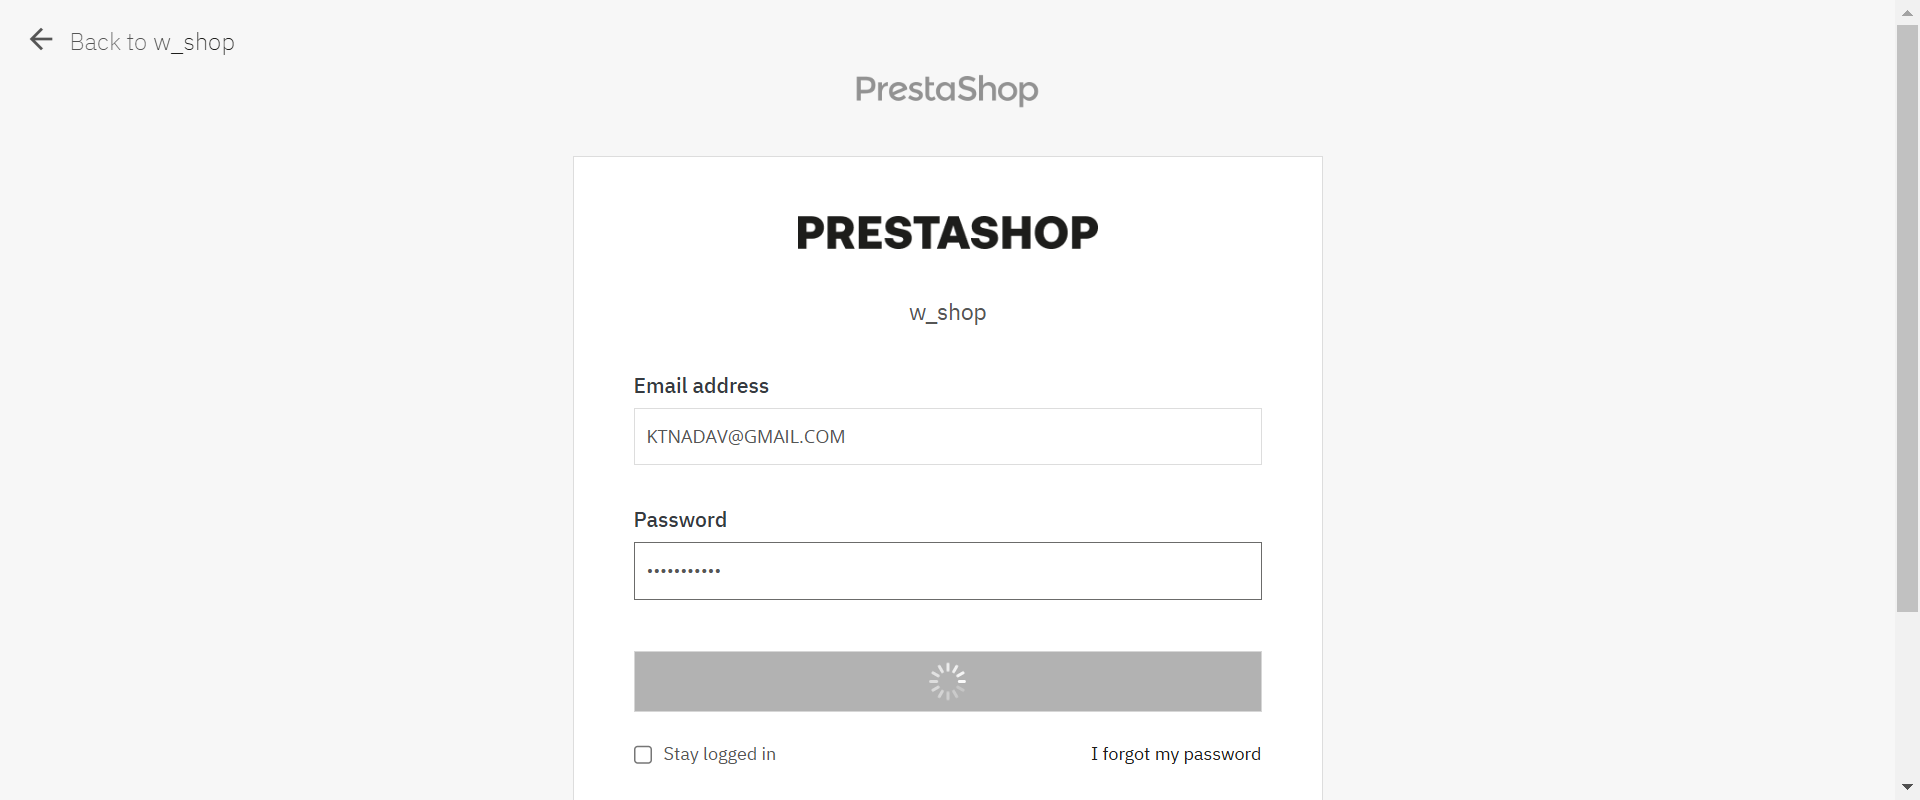 Back to w_shop
PrestaShop
PRESTASHOP
w_shop
Email address
KTNADAV@GMAIL.COM
Password
•••••••••••
Stay logged in
I forgot my password